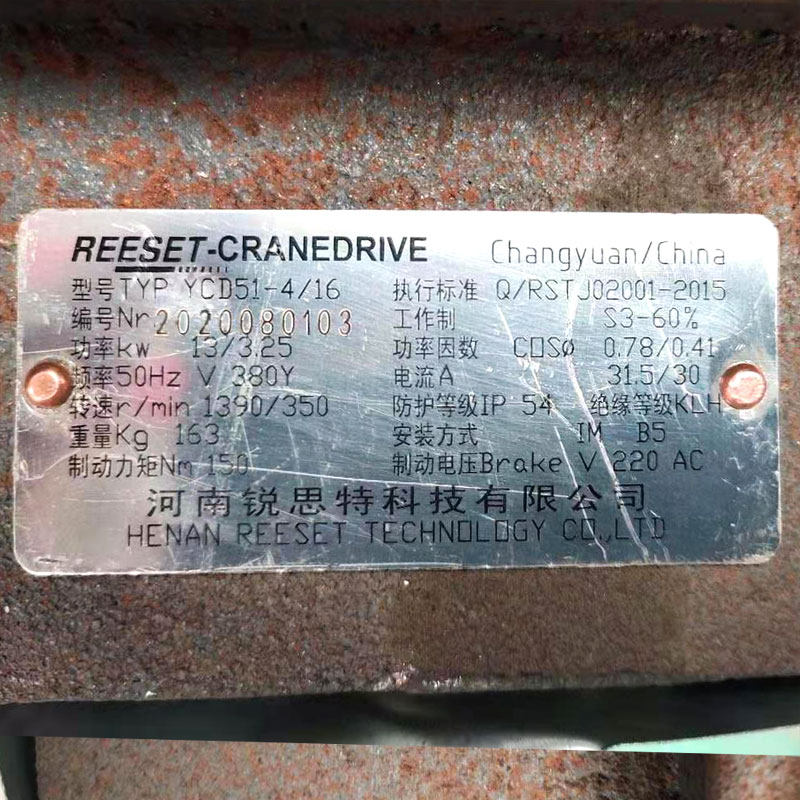 REESET-CRANEDRIVE Changyuan/China
型号TYP YCD51-4/16 执行标准 Q/RSTJ02001-2015
编号Nr 2020080103 工作制 S3-60%
功率kw 13/3.25 功率因数 COSø 0.78/0.41
频率50Hz V 380Y 电流A 31.5/30
转速r/min 1390/350 防护等级IP 54 绝缘等级KLH
重量Kg 163 安装方式 IM B5
制动力矩Nm 150 制动电压Brake V 220 AC
河南锐思特科技有限公司
HENAN REESET TECHNOLOGY CO.,LTD